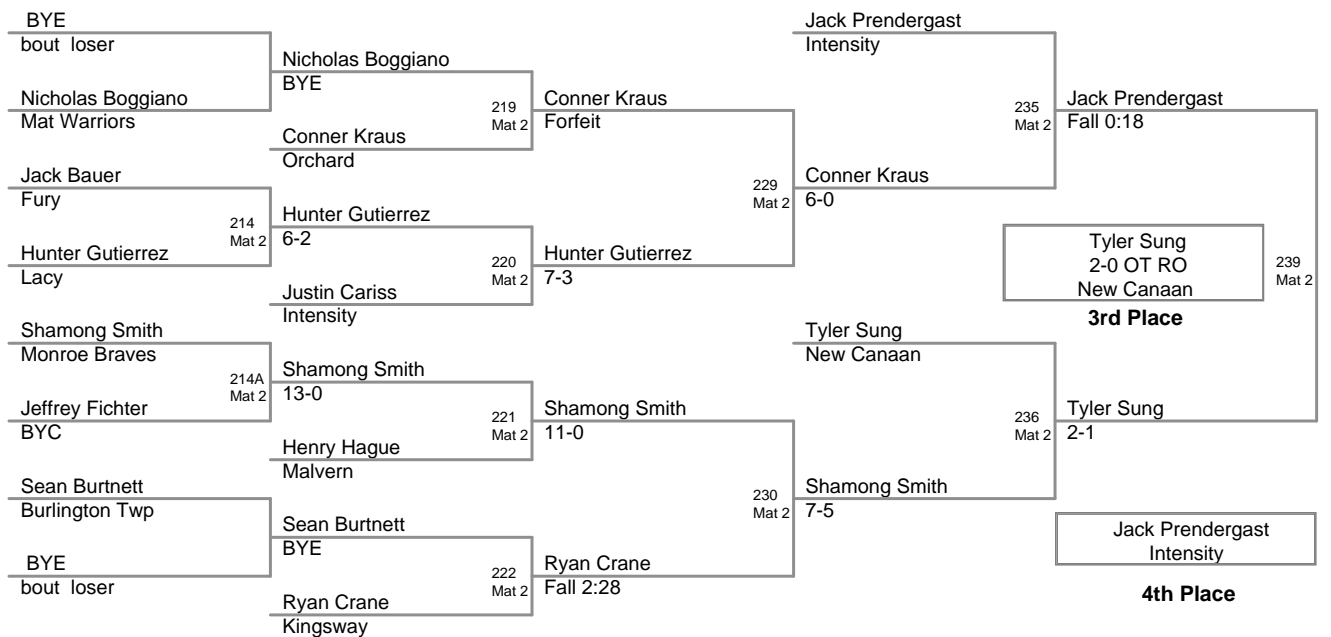 BYE
bout loser
Nicholas Boggiano
Mat Warriors
Jack Bauer
Fury
214
Mat 2
Hunter Gutierrez
Lacy
Shamong Smith
Monroe Braves
214A
Mat 2
Jeffrey Fichter
BYC
Sean Burtnett
Burlington Twp
BYE
bout loser
Nicholas Boggiano
BYE
219
Mat 2
Conner Kraus
Orchard
Hunter Gutierrez
6-2
220
Mat 2
Justin Cariss
Intensity
Shamong Smith
13-0
221
Mat 2
Henry Hague
Malvern
Sean Burtnett
BYE
222
Mat 2
Ryan Crane
Kingsway
Conner Kraus
Forfeit
229
Mat 2
Hunter Gutierrez
7-3
Shamong Smith
11-0
230
Mat 2
Ryan Crane
Fall 2:28
Jack Prendergast
Intensity
235
Mat 2
Conner Kraus
6-0
Tyler Sung
New Canaan
236
Mat 2
Shamong Smith
7-5
Jack Prendergast
Fall 0:18
239
Mat 2
Tyler Sung
2-1
Tyler Sung
2-0 OT RO
New Canaan
3rd Place
Jack Prendergast
Intensity
4th Place